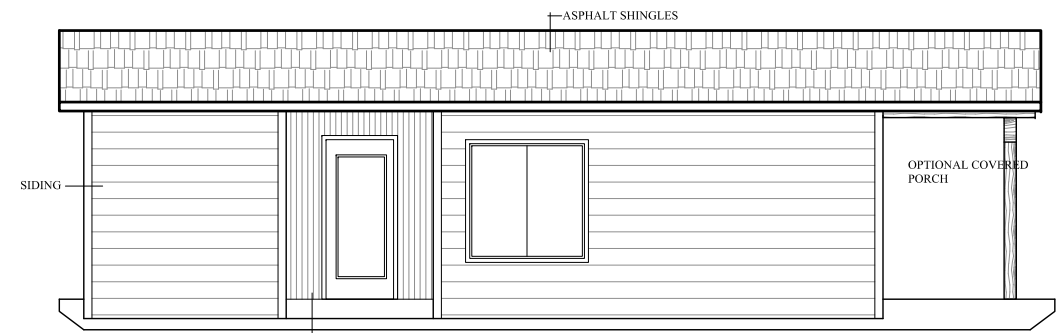 ASPHALT SHINGLES
SIDING
OPTIONAL COVERED
PORCH